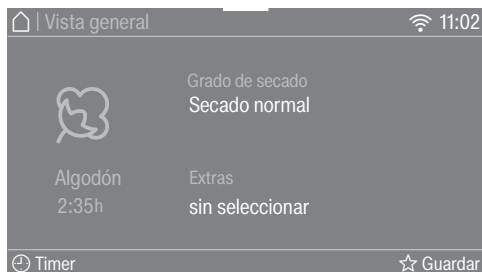 | Vista general 11:02
Grado de secado
Secado normal
Algodón
2:35h
Extras
sin seleccionar
Timer Guardar